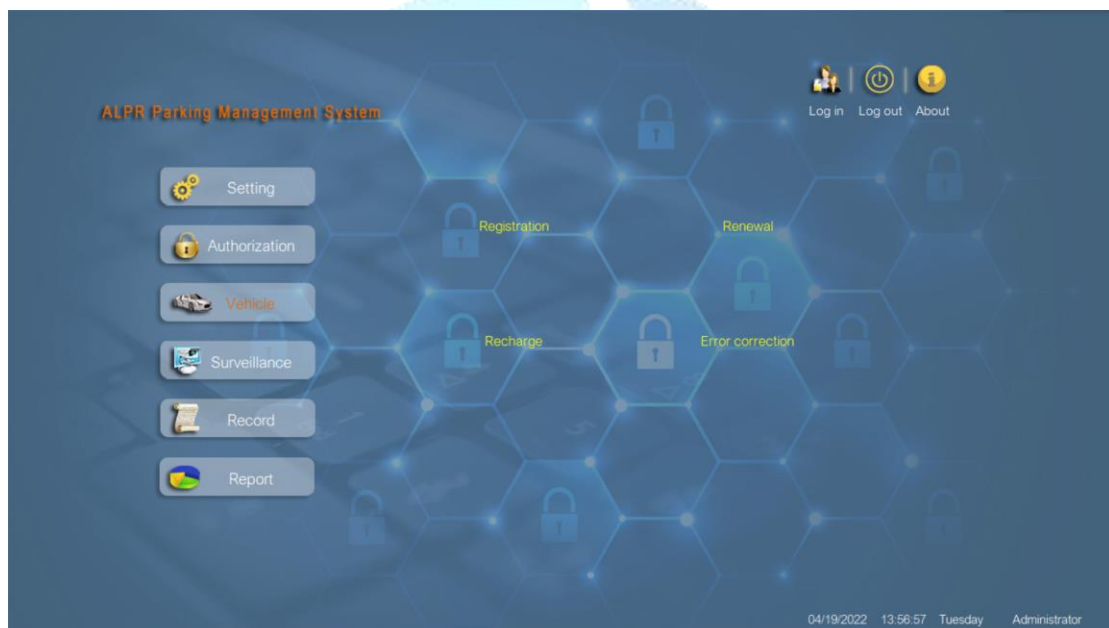 ALPR Parking Management System
Log in Log out About
Setting
Authorization
Vehicle
Surveillance
Record
Report
Registration Renewal
Recharge Error correction
04/19/2022 13:56:57 Tuesday Administrator